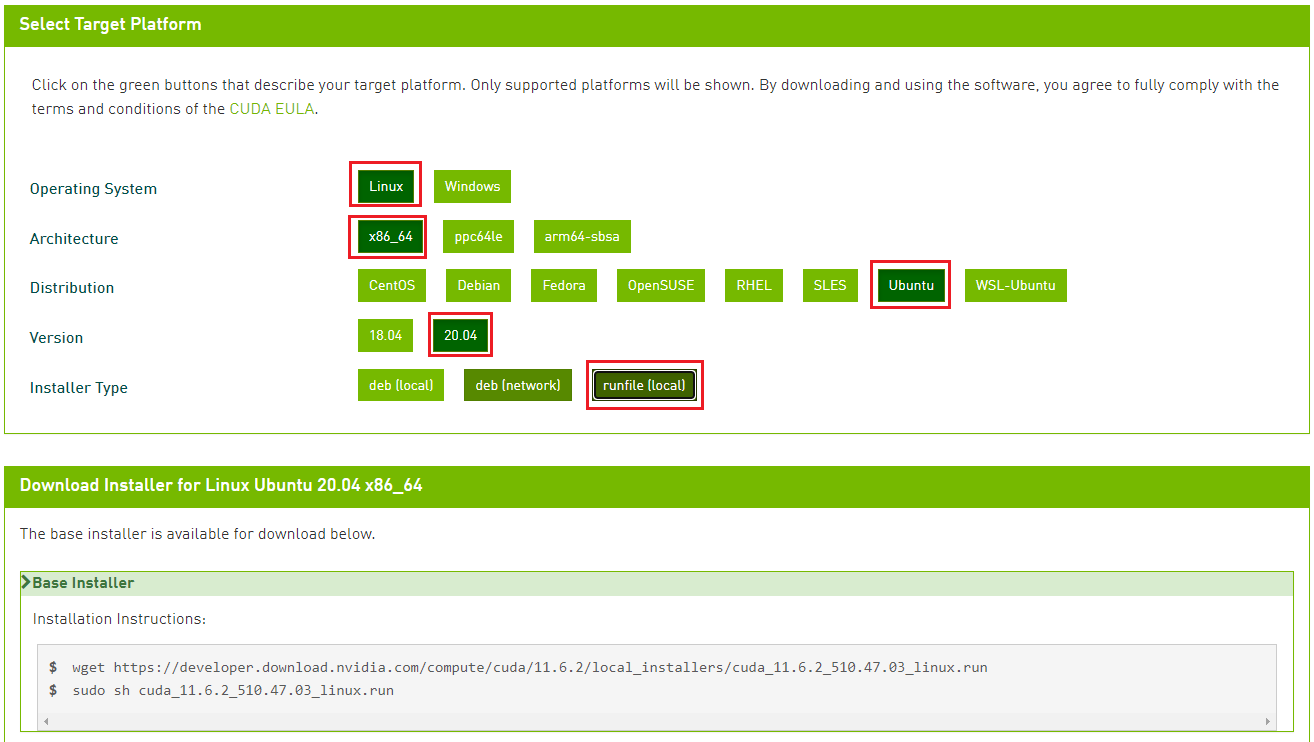 Select Target Platform
Click on the green buttons that describe your target platform. Only supported platforms will be shown. By downloading and using the software, you agree to fully comply with the
terms and conditions of the CUDA EULA.
Operating System Linux Windows
Architecture x86_64 ppc64le arm64-sbsa
Distribution CentOS Debian Fedora OpenSUSE RHEL SLES Ubuntu WSL-Ubuntu
Version 18.04 20.04
Installer Type deb (local) deb (network) runfile (local)
Download Installer for Linux Ubuntu 20.04 x86_64
The base installer is available for download below.
Base Installer
Installation Instructions:
$ wget https://developer.download.nvidia.com/compute/cuda/11.6.2/local_installers/cuda_11.6.2_510.47.03_linux.run
$ sudo sh cuda_11.6.2_510.47.03_linux.run